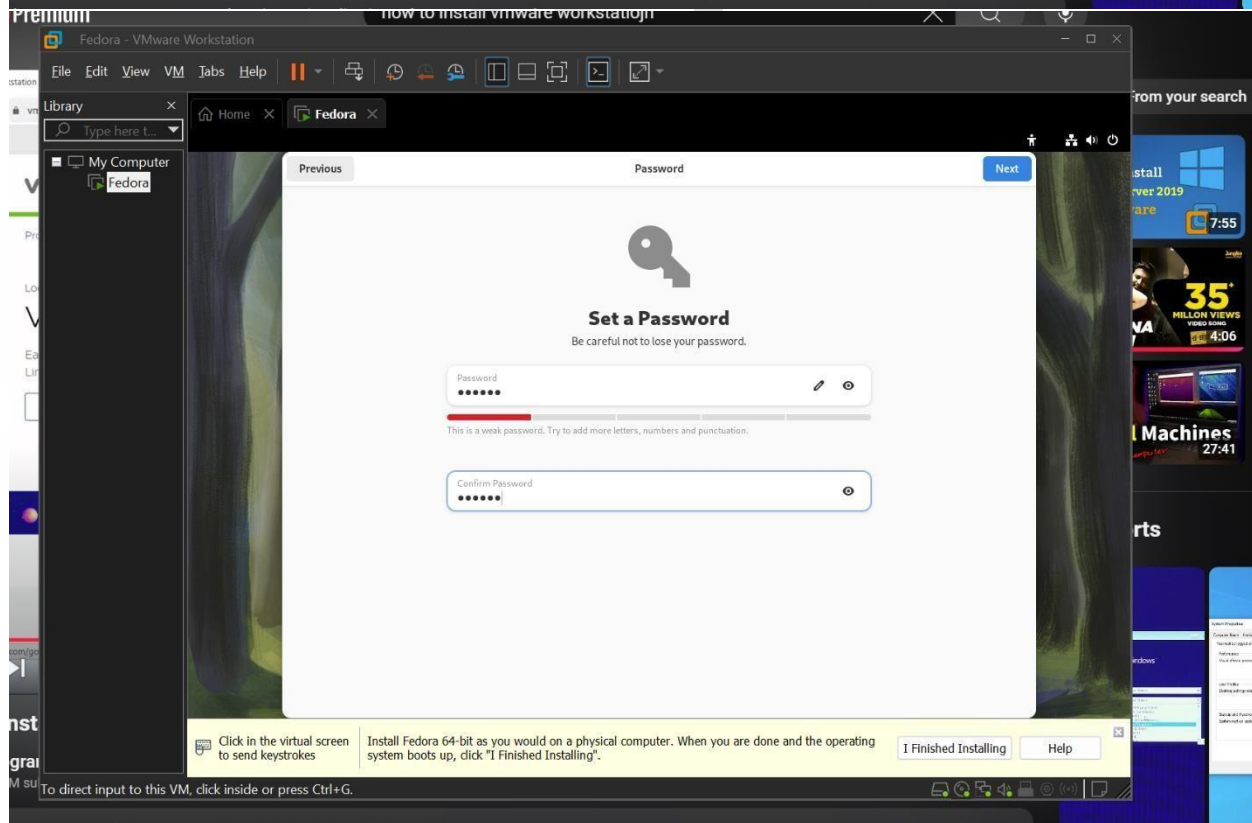 Premium
how to install vmware workstatiojn
Fedora - VMware Workstation
File Edit View VM Tabs Help
Library
Type here t...
My Computer
Fedora
Home
Fedora
Previous
Password
Next
Set a Password
Be careful not to lose your password.
Password
••••••
This is a weak password. Try to add more letters, numbers and punctuation.
Confirm Password
••••••
Click in the virtual screen
to send keystrokes
Install Fedora 64-bit as you would on a physical computer. When you are done and the operating
system boots up, click "I Finished Installing".
I Finished Installing
Help
To direct input to this VM, click inside or press Ctrl+G.
From your search
7:55
35+
MILLON VIEWS
VIDEO SONG
4:06
Machines
27:41